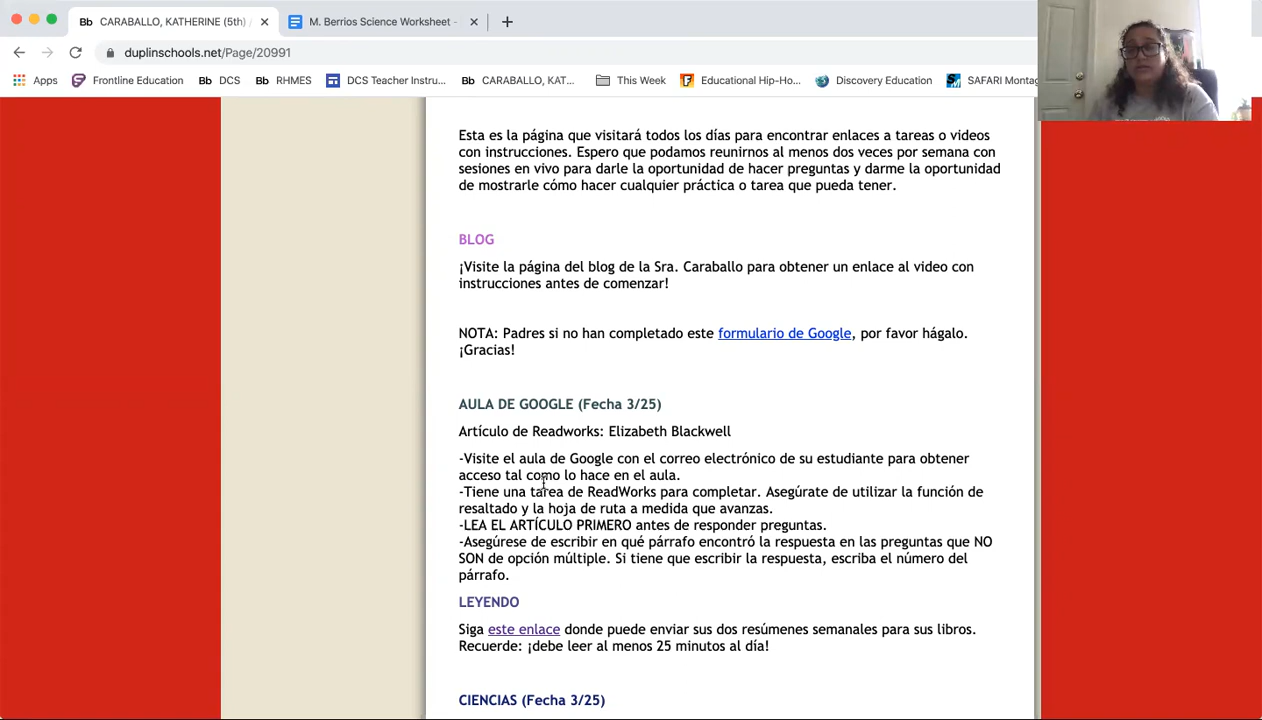 Bb CARABALLO, KATHERINE (5th) / M. Berrios Science Worksheet -
duplinschools.net/Page/20991
Apps Frontline Education Bb DCS Bb RHMES DCS Teacher Instru... Bb CARABALLO, KAT... This Week Educational Hip-Ho... Discovery Education SAFARI Montag
Esta es la página que visitará todos los días para encontrar enlaces a tareas o videos
con instrucciones. Espero que podamos reunirnos al menos dos veces por semana con
sesiones en vivo para darle la oportunidad de hacer preguntas y darme la oportunidad
de mostrarle cómo hacer cualquier práctica o tarea que pueda tener.
BLOG
¡Visite la página del blog de la Sra. Caraballo para obtener un enlace al video con
instrucciones antes de comenzar!
NOTA: Padres si no han completado este formulario de Google, por favor hágalo.
¡Gracias!
AULA DE GOOGLE (Fecha 3/25)
Artículo de Readworks: Elizabeth Blackwell
-Visite el aula de Google con el correo electrónico de su estudiante para obtener
acceso tal como lo hace en el aula.
-Tiene una tarea de ReadWorks para completar. Asegúrate de utilizar la función de
resaltado y la hoja de ruta a medida que avanzas.
-LEA EL ARTÍCULO PRIMERO antes de responder preguntas.
-Asegúrese de escribir en qué párrafo encontró la respuesta en las preguntas que NO
SON de opción múltiple. Si tiene que escribir la respuesta, escriba el número del
párrafo.
LEYENDO
Siga este enlace donde puede enviar sus dos resúmenes semanales para sus libros.
Recuerde: ¡debe leer al menos 25 minutos al día!
CIENCIAS (Fecha 3/25)